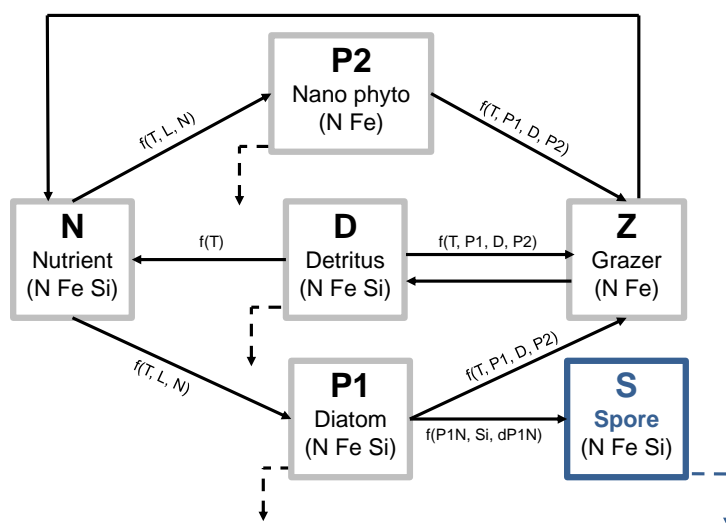 P2
Nano phyto
(N Fe)
f(T, L, N)
f(T, P1, D, P2)
N
Nutrient
(N Fe Si)
f(T)
D
Detritus
(N Fe Si)
f(T, P1, D, P2)
Z
Grazer
(N Fe)
f(T, L, N)
P1
Diatom
(N Fe Si)
f(T, P1, D, P2)
f(P1N, Si, dP1N)
S
Spore
(N Fe Si)